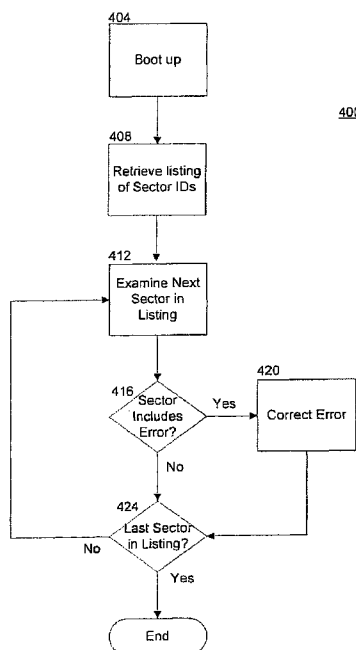 404
Boot up
400
408
Retrieve listing
of Sector IDs
412
Examine Next
Sector in
Listing
416
Sector
Includes
Error?
Yes
420
Correct Error
No
424
Last Sector
in Listing?
No
Yes
End